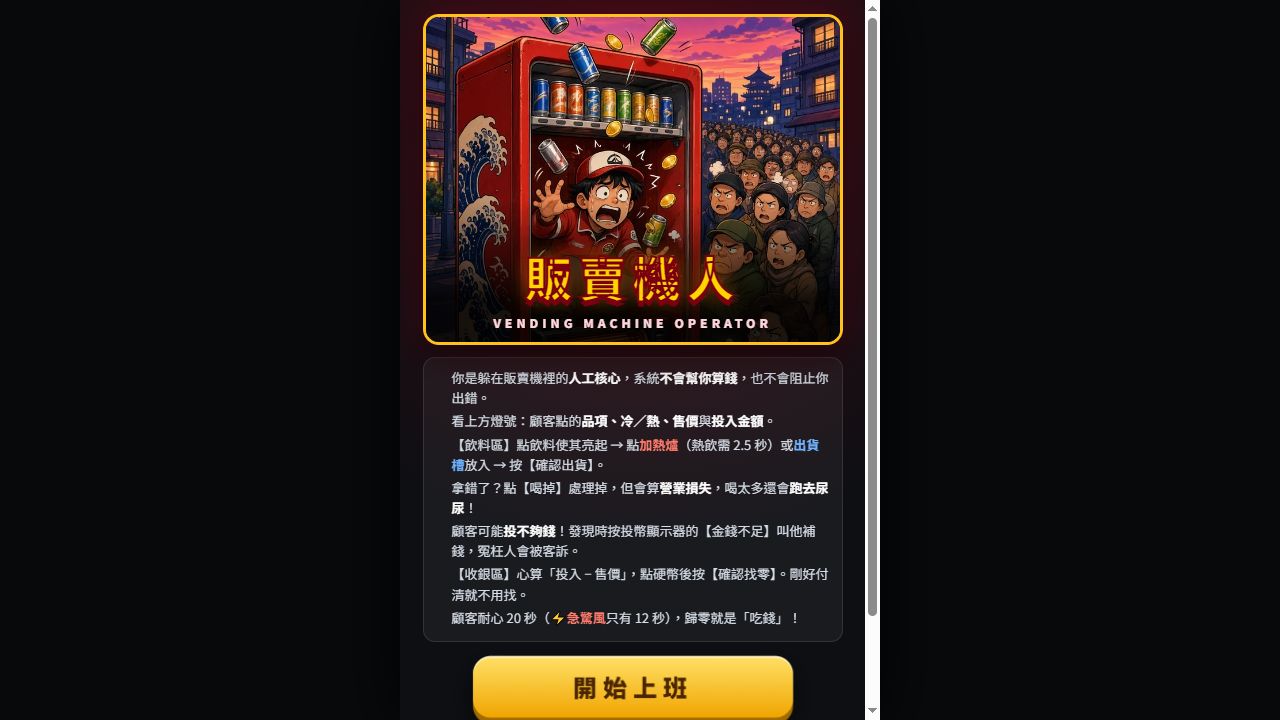 販賣機人
VENDING MACHINE OPERATOR
你是躲在販賣機裡的人工核心，系統不會幫你算錢，也不會阻止你
出錯。
看上方燈號：顧客點的品項、冷／熱、售價與投入金額。
【飲料區】點飲料使其亮起 → 點加熱爐（熱飲需 2.5 秒）或出貨
槽放入 → 按【確認出貨】。
拿錯了？點【喝掉】處理掉，但會算營業損失，喝太多還會跑去尿
尿！
顧客可能投不夠錢！發現時按投幣顯示器的【金錢不足】叫他補
錢，冤枉人會被客訴。
【收銀區】心算「投入 − 售價」，點硬幣後按【確認找零】。剛好付
清就不用找。
顧客耐心 20 秒（⚡急驚風只有 12 秒），歸零就是「吃錢」！
開始上班